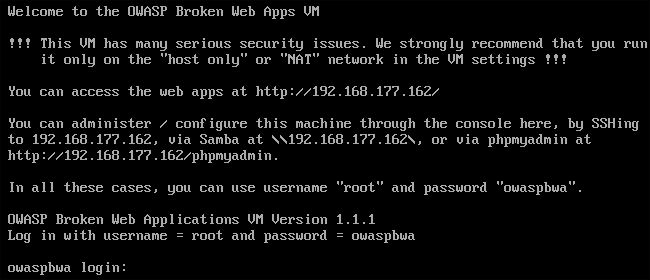 Welcome to the OWASP Broken Web Apps VM
!!! This VM has many serious security issues. We strongly recommend that you run
it only on the "host only" or "NAT" network in the VM settings !!!
You can access the web apps at http://192.168.177.162/
You can administer / configure this machine through the console here, by SSHing
to 192.168.177.162, via Samba at \\192.168.177.162\, or via phpmyadmin at
http://192.168.177.162/phpmyadmin.
In all these cases, you can use username "root" and password "owaspbwa".
OWASP Broken Web Applications VM Version 1.1.1
Log in with username = root and password = owaspbwa
owaspbwa login: